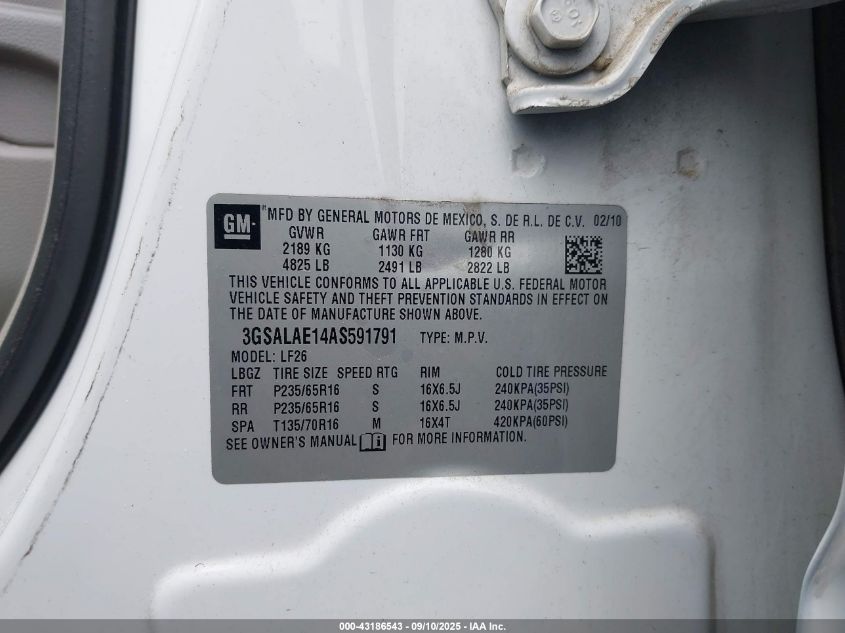 GM
MFD BY GENERAL MOTORS DE MEXICO, S. DE R.L. DE C.V. 02/10
GVWR GAWR FRT GAWR RR
2189 KG 1130 KG 1280 KG
4825 LB 2491 LB 2822 LB
THIS VEHICLE CONFORMS TO ALL APPLICABLE U.S. FEDERAL MOTOR
VEHICLE SAFETY AND THEFT PREVENTION STANDARDS IN EFFECT ON
THE DATE OF MANUFACTURE SHOWN ABOVE.
3GSALAE14AS591791 TYPE: M.P.V.
MODEL: LF26
LBGZ TIRE SIZE SPEED RTG RIM COLD TIRE PRESSURE
FRT P235/65R16 S 16X6.5J 240KPA(35PSI)
RR P235/65R16 S 16X6.5J 240KPA(35PSI)
SPA T135/70R16 M 16X4T 420KPA(60PSI)
SEE OWNER'S MANUAL FOR MORE INFORMATION.
000-43186543 - 09/10/2025 - IAA Inc.